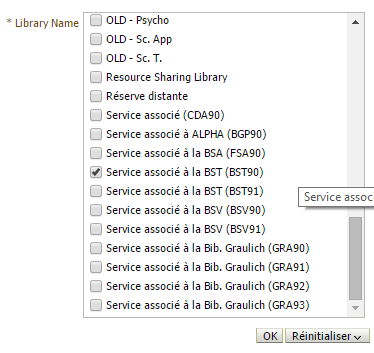 * Library Name
OLD - Psycho
OLD - Sc. App
OLD - Sc. T.
Resource Sharing Library
Réserve distante
Service associé (CDA90)
Service associé à ALPHA (BGP90)
Service associé à la BSA (FSA90)
Service associé à la BST (BST90)
Service associé à la BST (BST91)
Service assoc
Service associé à la BSV (BSV90)
Service associé à la BSV (BSV91)
Service associé à la Bib. Graulich (GRA90)
Service associé à la Bib. Graulich (GRA91)
Service associé à la Bib. Graulich (GRA92)
Service associé à la Bib. Graulich (GRA93)
OK Réinitialiser